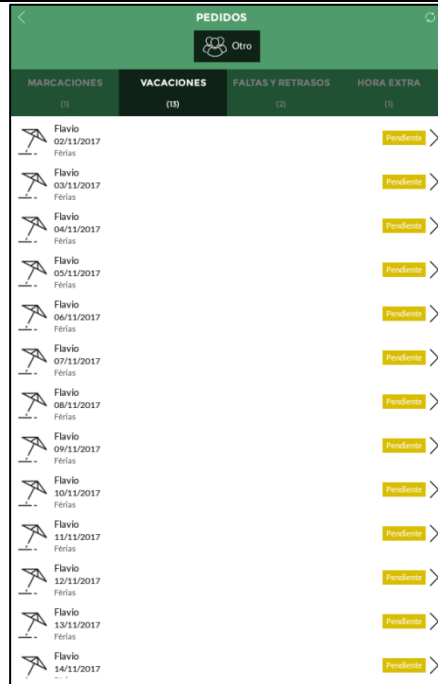 PEDIDOS
Otro
MARCACIONES VACACIONES FALTAS Y RETRASOS HORA EXTRA
(1) (13) (2) (1)
Flavio
02/11/2017 Pendiente
Férias
Flavio
03/11/2017 Pendiente
Férias
Flavio
04/11/2017 Pendiente
Férias
Flavio
05/11/2017 Pendiente
Férias
Flavio
06/11/2017 Pendiente
Férias
Flavio
07/11/2017 Pendiente
Férias
Flavio
08/11/2017 Pendiente
Férias
Flavio
09/11/2017 Pendiente
Férias
Flavio
10/11/2017 Pendiente
Férias
Flavio
11/11/2017 Pendiente
Férias
Flavio
12/11/2017 Pendiente
Férias
Flavio
13/11/2017 Pendiente
Férias
Flavio
14/11/2017 Pendiente